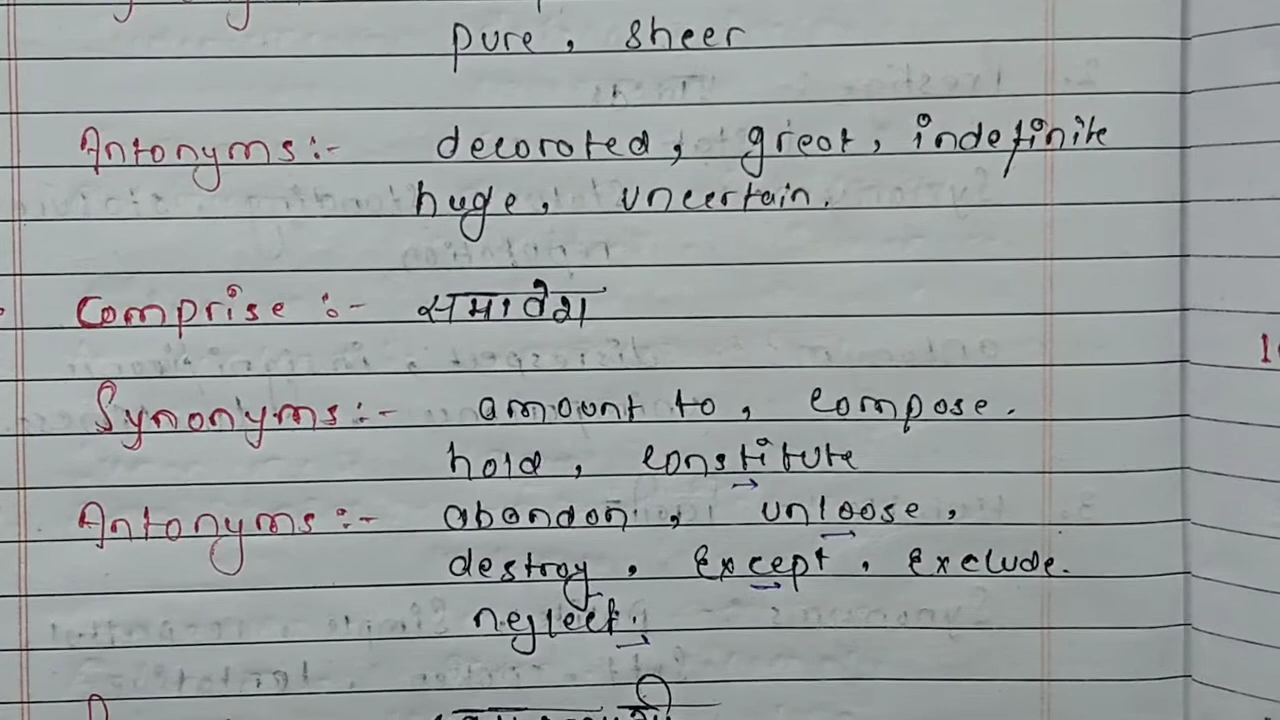 pure, sheer
Antonyms:- decorated, great, indefinite
huge, uncertain.
Comprise :- समावेश
Synonyms:- amount to, compose.
hold, constitute
Antonyms:- abandon, unloose,
destroy, Except, Exclude.
neglect.